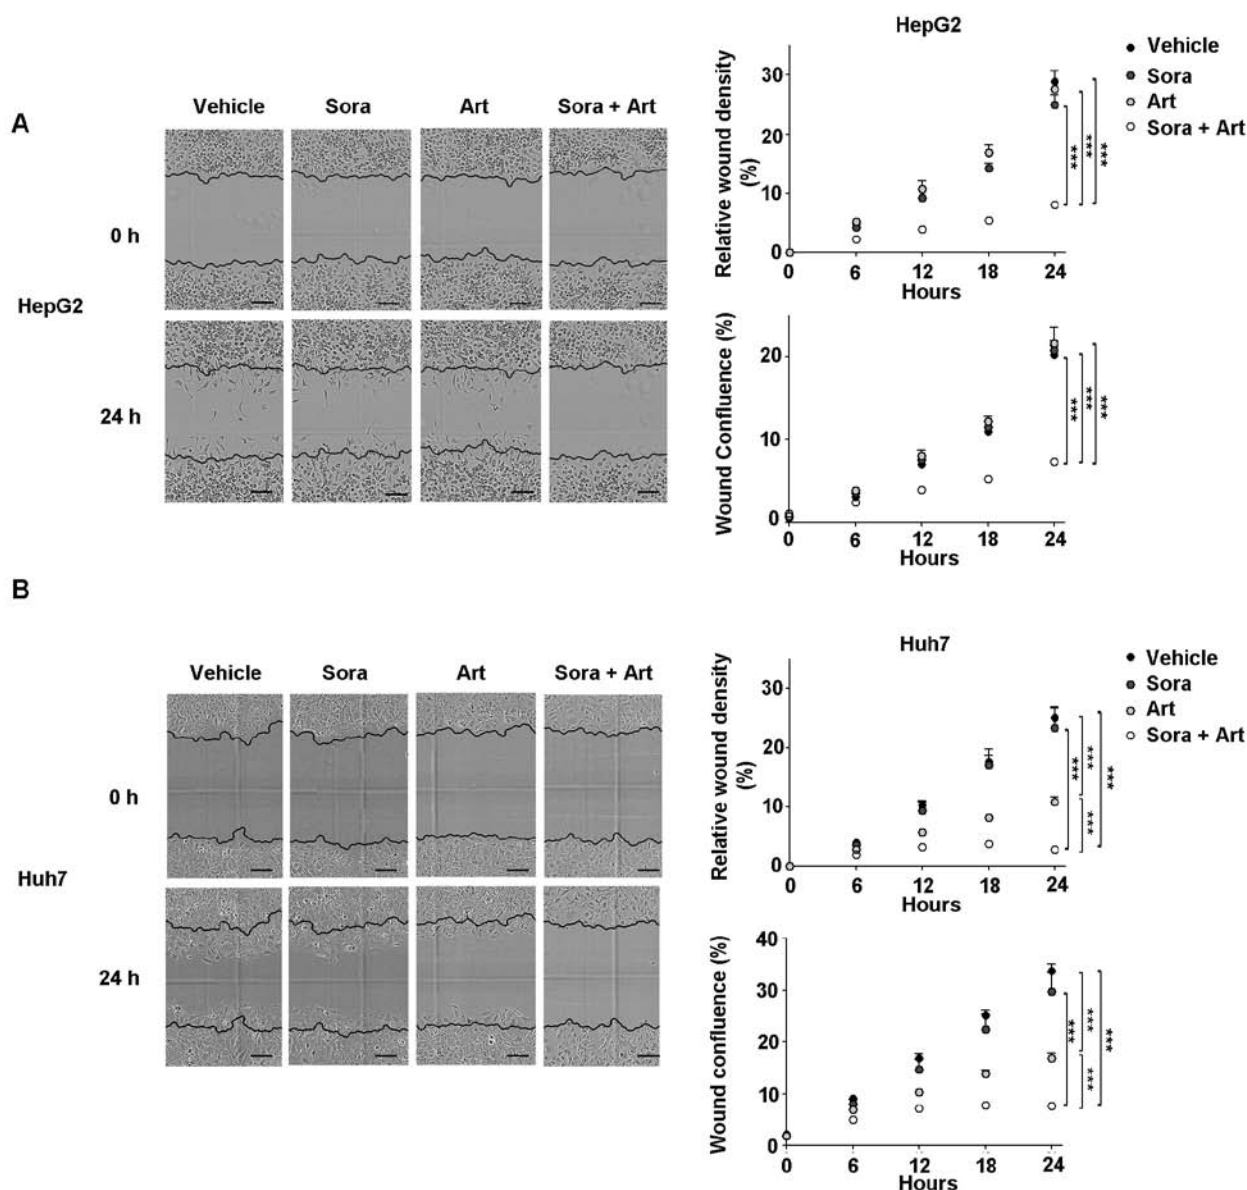 A
Vehicle Sora Art Sora + Art
0 h
HepG2
24 h
HepG2
Vehicle
Sora
Art
Sora + Art
Relative wound density
(%)
30
20
10
0
0 6 12 18 24
Hours
*** *** ***
Wound Confluence (%)
20
10
0
0 6 12 18 24
Hours
*** *** ***
B
Vehicle Sora Art Sora + Art
0 h
Huh7
24 h
Huh7
Vehicle
Sora
Art
Sora + Art
Relative wound density
(%)
30
20
10
0
0 6 12 18 24
Hours
*** *** *** ***
Wound confluence (%)
40
30
20
10
0
0 6 12 18 24
Hours
*** *** *** ***